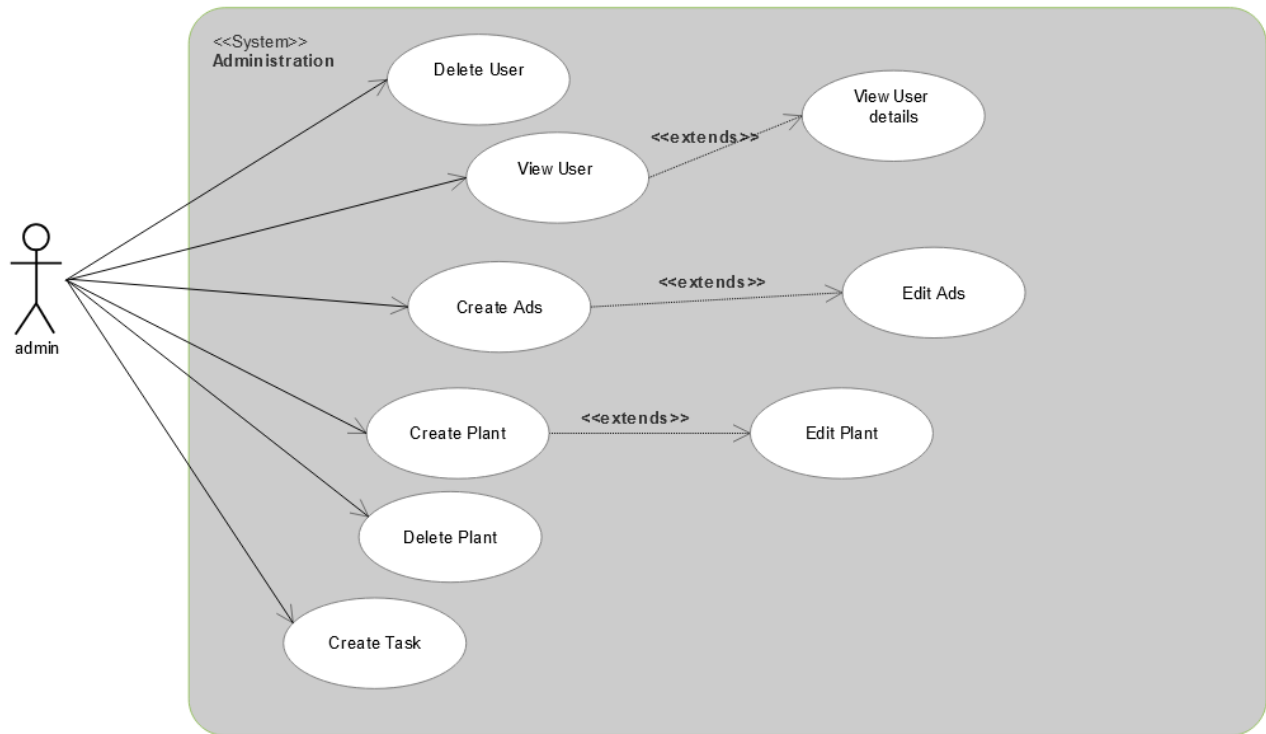 <<System>>
Administration
Delete User
View User
details
<<extends>>
View User
<<extends>>
Create Ads
Edit Ads
admin
<<extends>>
Create Plant
Edit Plant
Delete Plant
Create Task